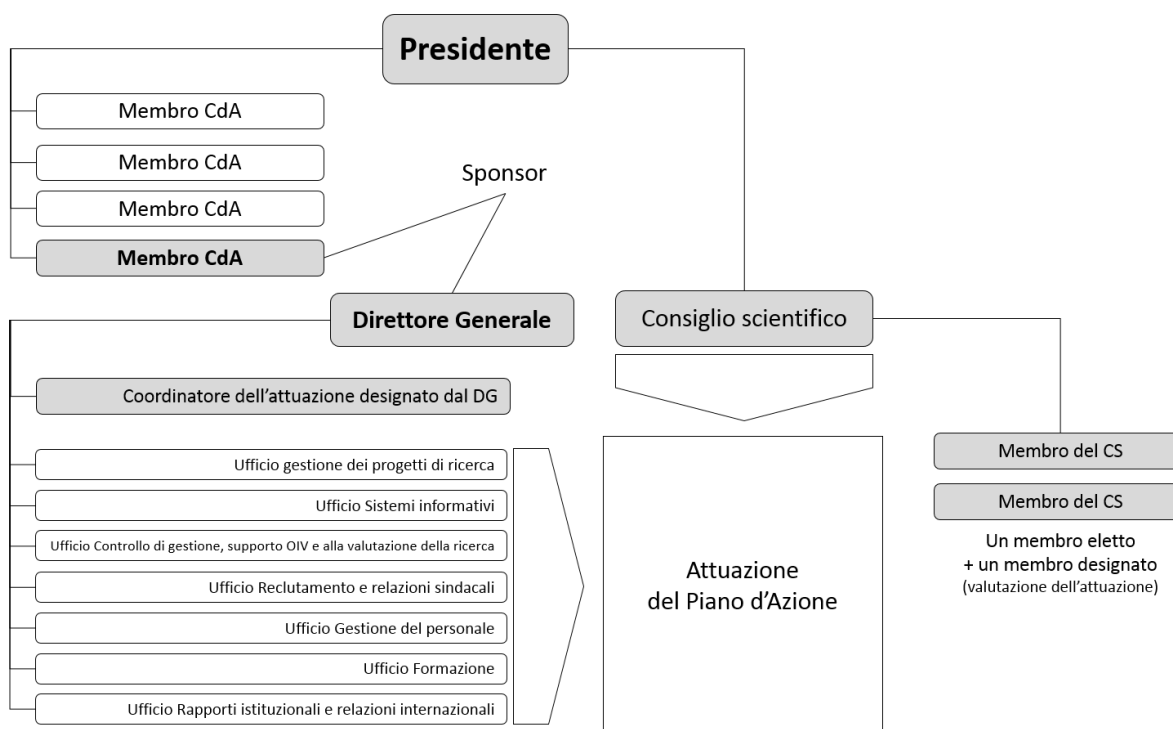 Presidente
Membro CdA
Membro CdA
Membro CdA
Membro CdA
Sponsor
Direttore Generale
Consiglio scientifico
Coordinatore dell'attuazione designato dal DG
Ufficio gestione dei progetti di ricerca
Ufficio Sistemi informativi
Ufficio Controllo di gestione, supporto OIV e alla valutazione della ricerca
Ufficio Reclutamento e relazioni sindacali
Ufficio Gestione del personale
Ufficio Formazione
Ufficio Rapporti istituzionali e relazioni internazionali
Attuazione
del Piano d'Azione
Membro del CS
Membro del CS
Un membro eletto
+ un membro designato
(valutazione dell'attuazione)